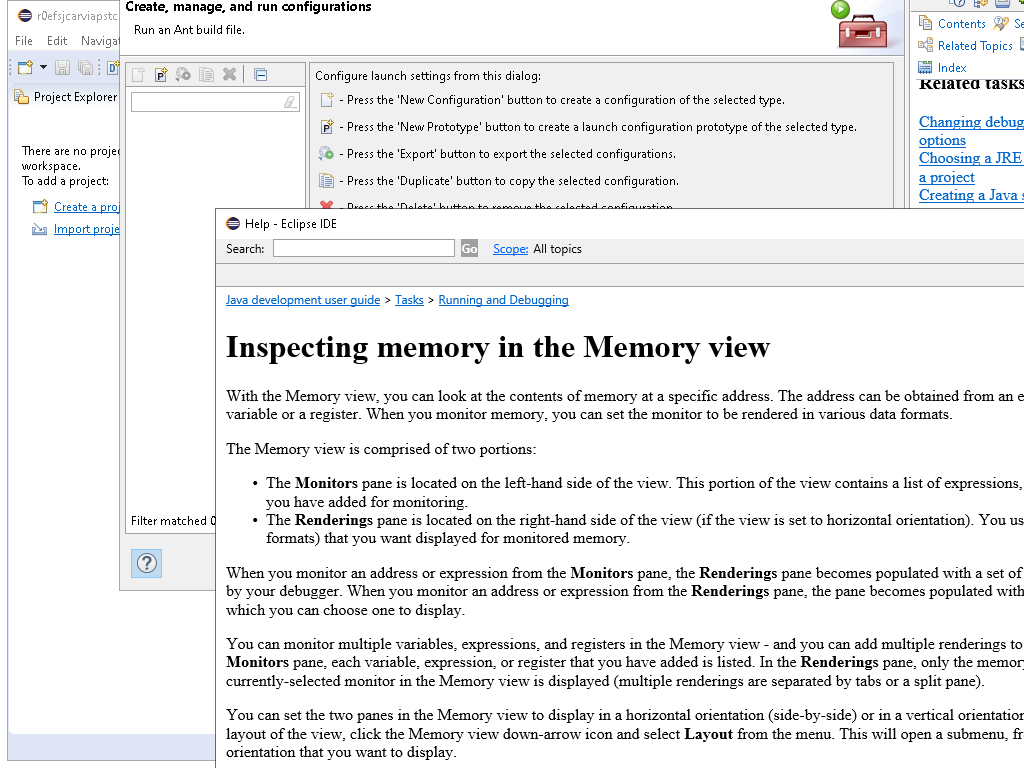 r0efsjcarviapstc
File Edit Navigat
Project Explorer
There are no projec
workspace.
To add a project:
Create a proj
Import proje
Create, manage, and run configurations
Run an Ant build file.
Configure launch settings from this dialog:
- Press the 'New Configuration' button to create a configuration of the selected type.
- Press the 'New Prototype' button to create a launch configuration prototype of the selected type.
- Press the 'Export' button to export the selected configurations.
- Press the 'Duplicate' button to copy the selected configuration.
- Press the 'Delete' button to remove the selected configuration.
Filter matched 0
Contents Se
Related Topics
Index
Related tasks
Changing debug
options
Choosing a JRE
a project
Creating a Java s
Help - Eclipse IDE
Search: Go Scope: All topics
Java development user guide > Tasks > Running and Debugging
Inspecting memory in the Memory view
With the Memory view, you can look at the contents of memory at a specific address. The address can be obtained from an e
variable or a register. When you monitor memory, you can set the monitor to be rendered in various data formats.
The Memory view is comprised of two portions:
• The Monitors pane is located on the left-hand side of the view. This portion of the view contains a list of expressions,
you have added for monitoring.
• The Renderings pane is located on the right-hand side of the view (if the view is set to horizontal orientation). You us
formats) that you want displayed for monitored memory.
When you monitor an address or expression from the Monitors pane, the Renderings pane becomes populated with a set of
by your debugger. When you monitor an address or expression from the Renderings pane, the pane becomes populated with
which you can choose one to display.
You can monitor multiple variables, expressions, and registers in the Memory view - and you can add multiple renderings to
Monitors pane, each variable, expression, or register that you have added is listed. In the Renderings pane, only the memory
currently-selected monitor in the Memory view is displayed (multiple renderings are separated by tabs or a split pane).
You can set the two panes in the Memory view to display in a horizontal orientation (side-by-side) or in a vertical orientation
layout of the view, click the Memory view down-arrow icon and select Layout from the menu. This will open a submenu, fr
orientation that you want to display.